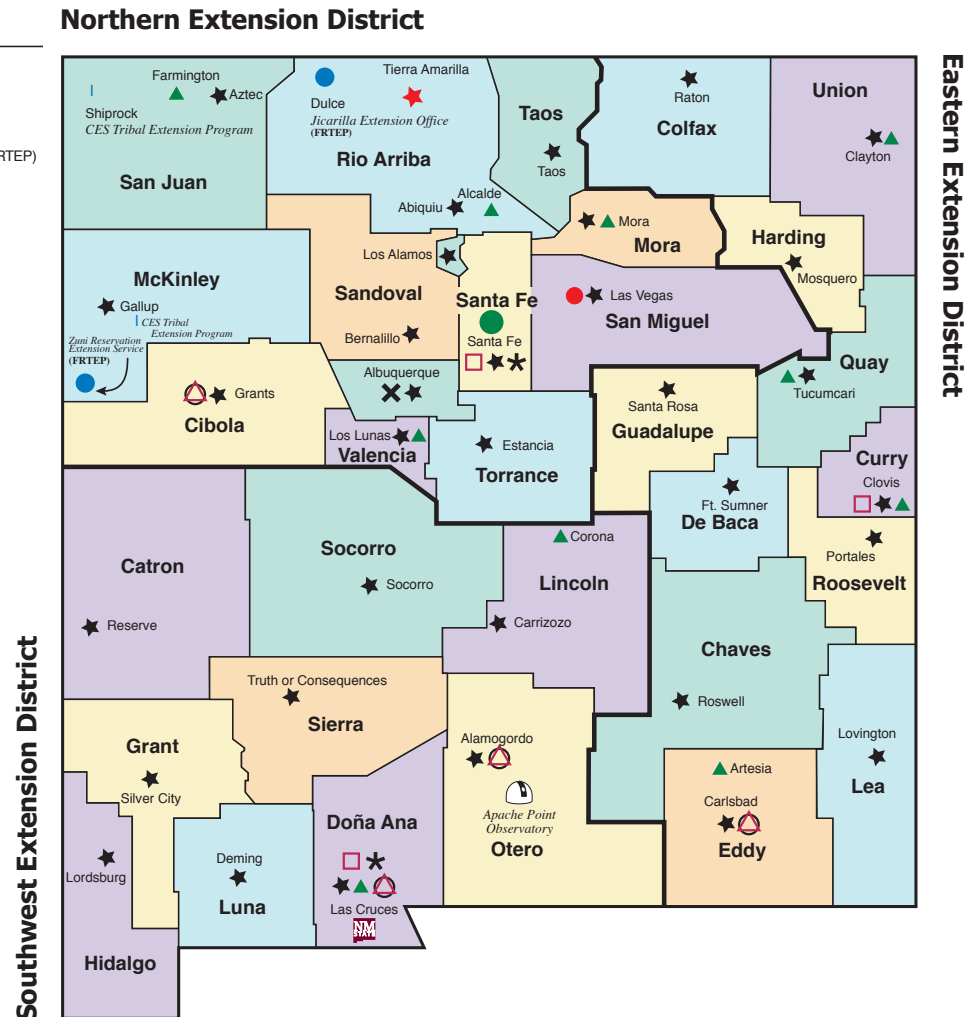 Northern Extension District
Eastern Extension District
Southwest Extension District
RTEP)
Farmington
Aztec
Shiprock
CES Tribal Extension Program
San Juan
Tierra Amarilla
Dulce
Jicarilla Extension Office
(FRTEP)
Rio Arriba
Alcalde
Abiquiu
Taos
Taos
Raton
Colfax
Union
Clayton
Mora
Mora
Harding
Mosquero
McKinley
Gallup
CES Tribal
Extension Program
Zuni Reservation
Extension Service
(FRTEP)
Los Alamos
Sandoval
Bernalillo
Santa Fe
Santa Fe
Las Vegas
San Miguel
Quay
Tucumcari
Grants
Cibola
Albuquerque
Los Lunas
Valencia
Estancia
Torrance
Santa Rosa
Guadalupe
Curry
Clovis
Ft. Sumner
De Baca
Portales
Roosevelt
Catron
Reserve
Socorro
Socorro
Corona
Lincoln
Carrizozo
Chaves
Roswell
Truth or Consequences
Sierra
Grant
Silver City
Alamogordo
Apache Point
Observatory
Otero
Artesia
Carlsbad
Eddy
Lovington
Lea
Lordsburg
Hidalgo
Deming
Luna
Doña Ana
Las Cruces
NM
STATE